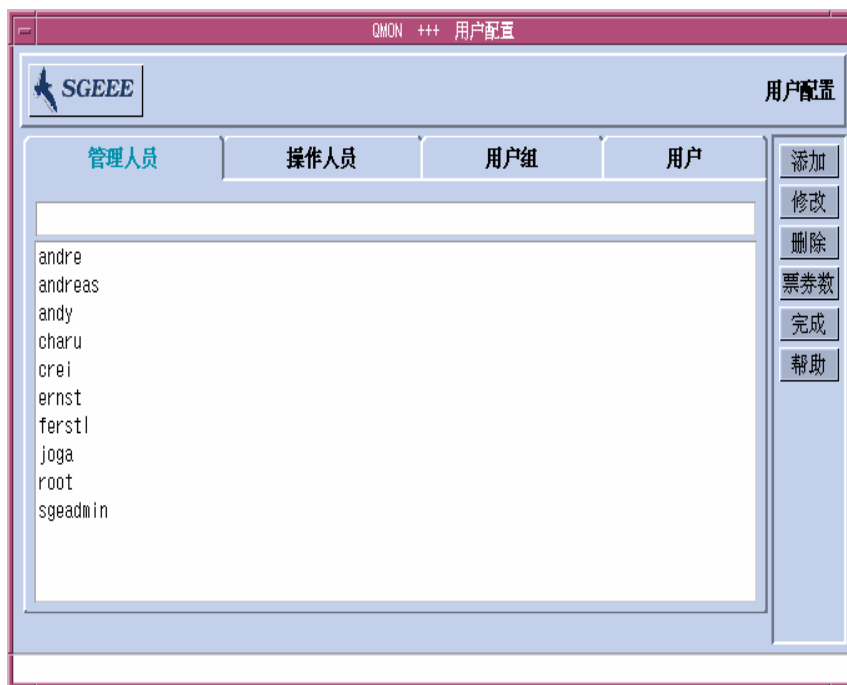 QMON +++ 用户配置
SGEEE
用户配置
管理人员 操作人员 用户组 用户
添加
修改
删除
票券数
完成
帮助
andre
andreas
andy
charu
crei
ernst
ferstl
joga
root
sgeadmin